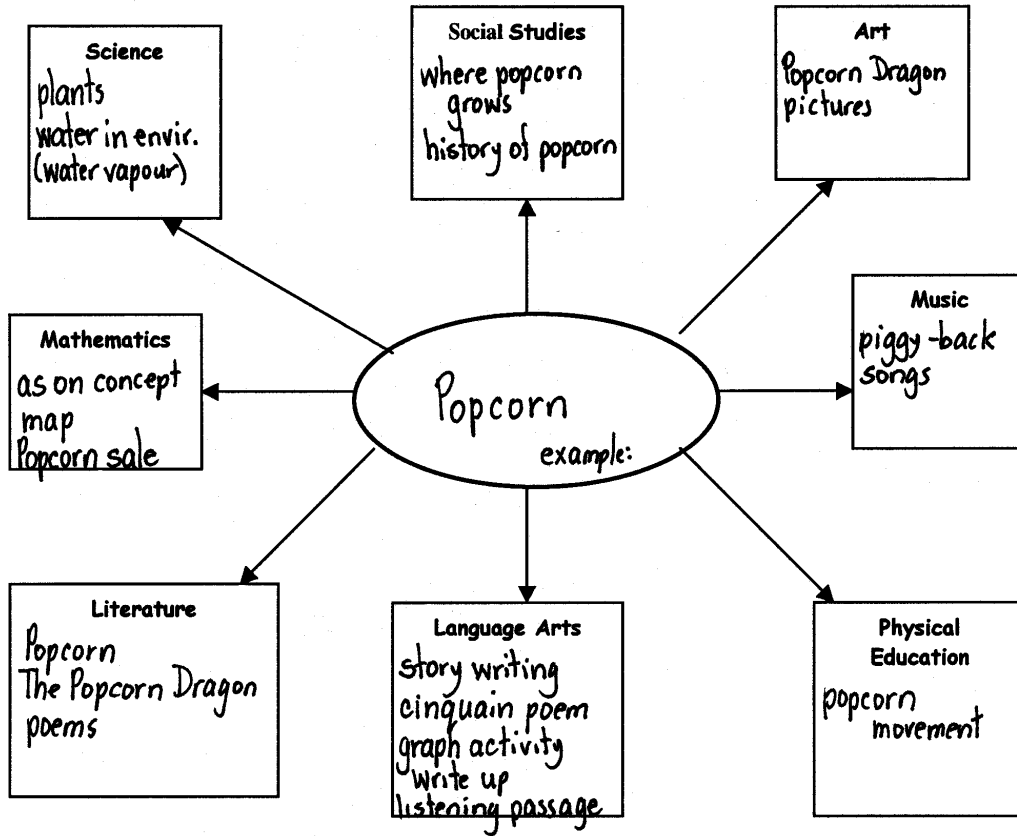 Science
plants
water in envir.
(water vapour)
Social Studies
where popcorn
grows
history of popcorn
Art
Popcorn Dragon
pictures
Mathematics
as on concept
map
Popcorn sale
Popcorn
example:
Music
piggy-back
songs
Literature
Popcorn
The Popcorn Dragon
poems
Language Arts
story writing
cinquain poem
graph activity
write up
listening passage
Physical
Education
popcorn
movement